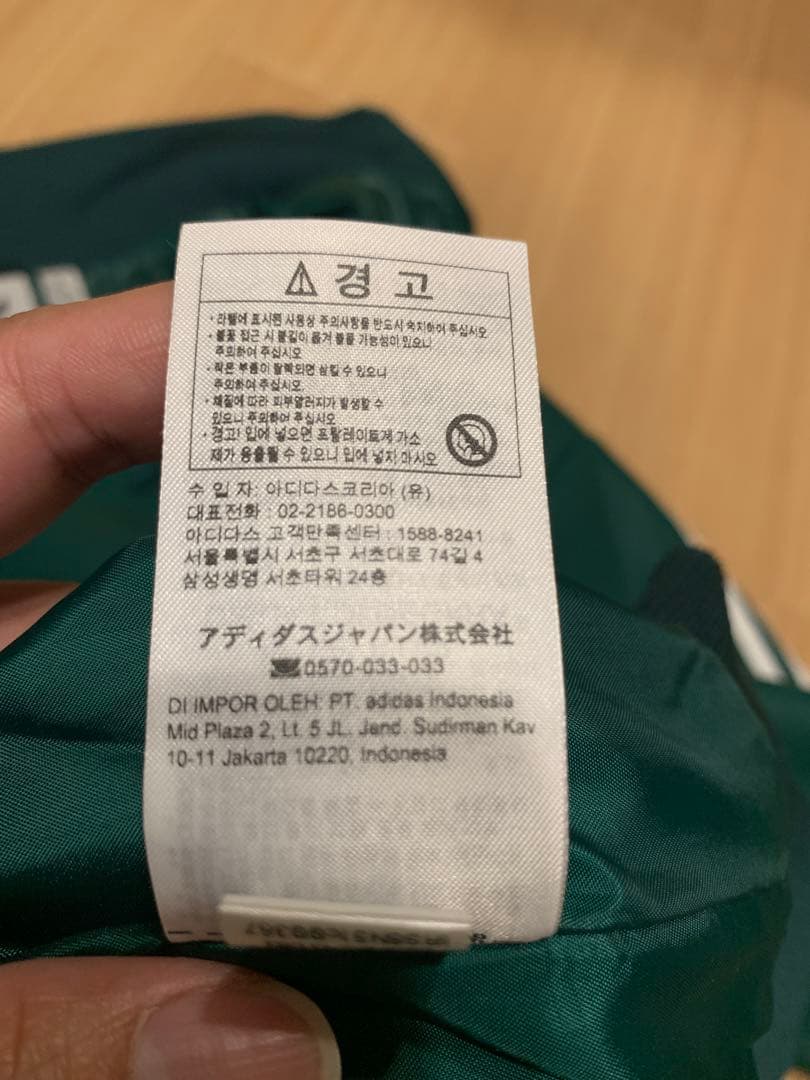 ⚠경고
·라벨에 표시된 사용상 주의사항을 반드시 숙지하여 주십시오
·불꽃 접근 시 불길이 옮겨 붙을 가능성이 있으니
주의하여 주십시오
·작은 부품이 탈락되면 삼킬 수 있으니
주의하여 주십시오.
·재질에 따라 피부알러지가 발생할 수
있으니 주의하여 주십시오
·경고! 입에 넣으면 프탈레이트계 가소
제가 용출될 수 있으니 입에 넣지 마시오
수 입 자: 아디다스코리아 (유)
대표전화 : 02-2186-0300
아디다스 고객만족센터 : 1588-8241
서울특별시 서초구 서초대로 74길 4
삼성생명 서초타워 24층
アディダスジャパン株式会社
0570-033-033
DI IMPOR OLEH: PT. adidas Indonesia
Mid Plaza 2, Lt. 5 JL. Jend. Sudirman Kav
10-11 Jakarta 10220, Indonesia